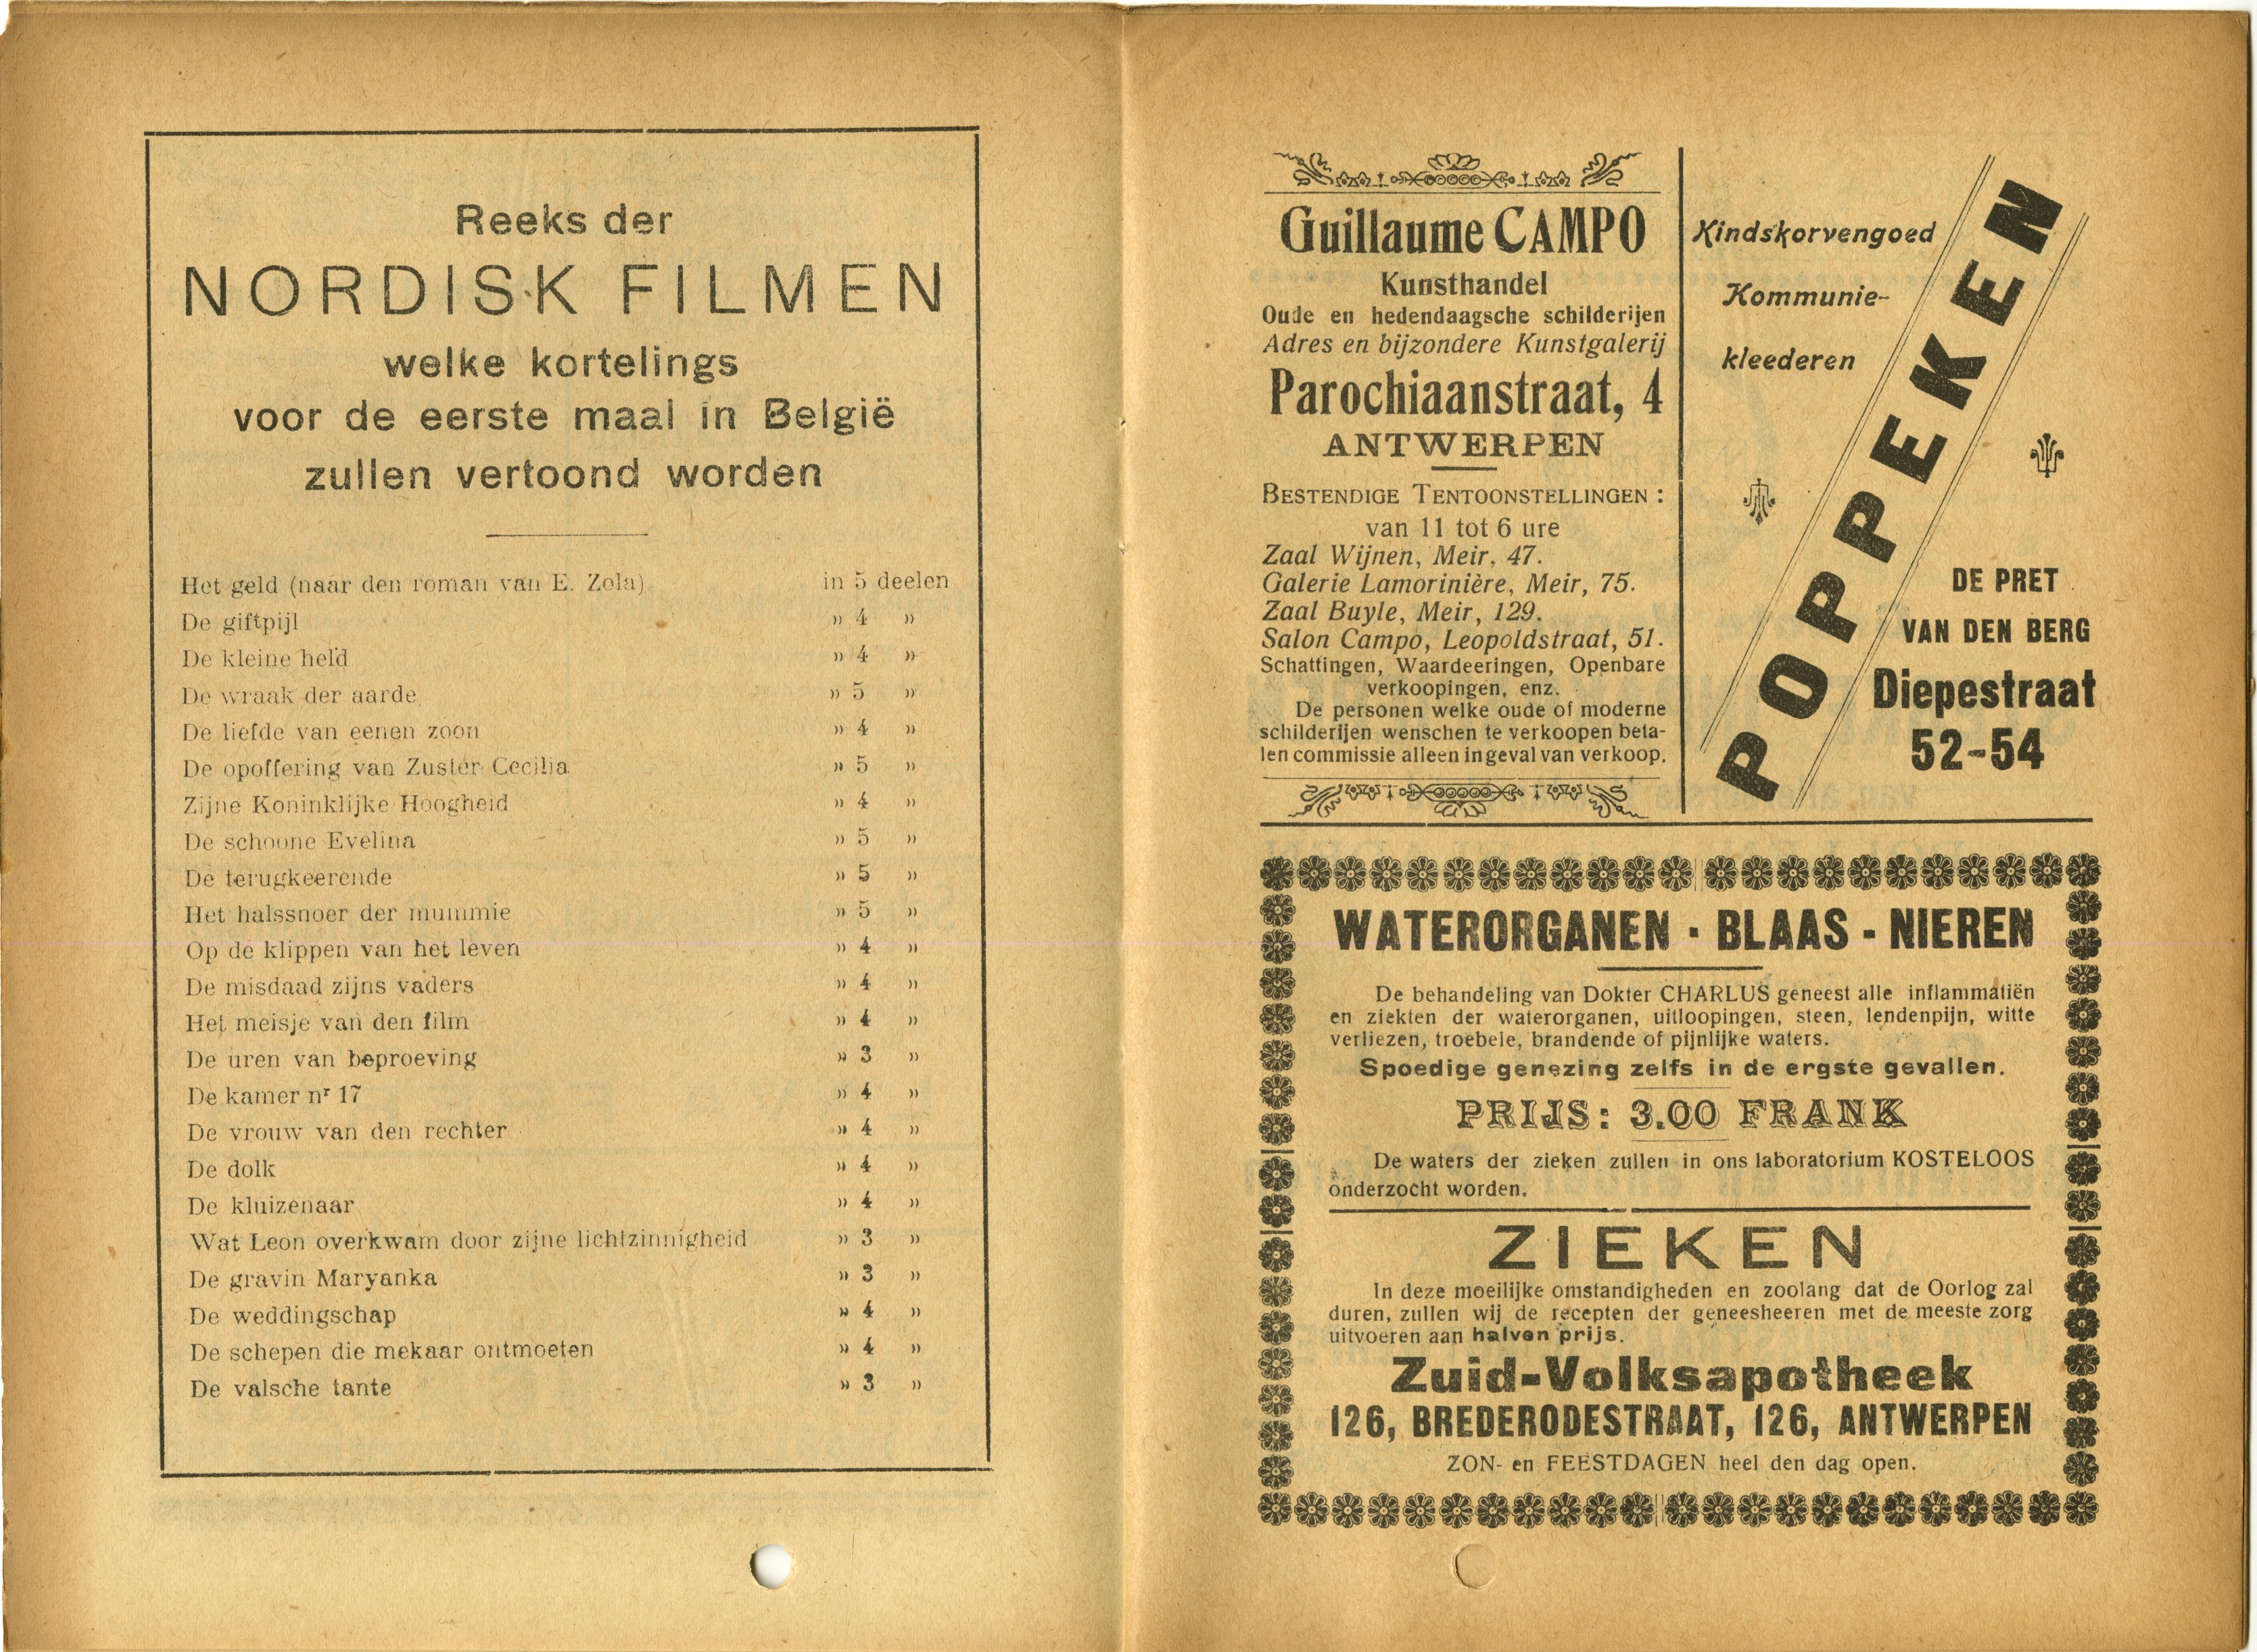 Reeks der
NORDISK FILMEN
welke kortelings
voor de eerste maal in België
zullen vertoond worden
Het geld (naar den roman van E. Zola) in 5 deelen
De giftpijl » 4 »
De kleine held » 4 »
De wraak der aarde » 5 »
De liefde van eenen zoon » 4 »
De opoffering van Zuster Cecilia » 5 »
Zijne Koninklijke Hoogheid » 4 »
De schoone Evelina » 5 »
De terugkeerende » 5 »
Het halssnoer der mummie » 5 »
Op de klippen van het leven » 4 »
De misdaad zijns vaders » 4 »
Het meisje van den film » 4 »
De uren van beproeving » 3 »
De kamer nʳ 17 » 4 »
De vrouw van den rechter » 4 »
De dolk » 4 »
De kluizenaar » 4 »
Wat Leon overkwam door zijne lichtzinnigheid » 3 »
De gravin Maryanka » 3 »
De weddingschap » 4 »
De schepen die mekaar ontmoeten » 4 »
De valsche tante » 3 »
Guillaume CAMPO
Kunsthandel
Oude en hedendaagsche schilderijen
Adres en bijzondere Kunstgalerij
Parochiaanstraat, 4
ANTWERPEN
BESTENDIGE TENTOONSTELLINGEN :
van 11 tot 6 ure
Zaal Wijnen, Meir, 47.
Galerie Lamorinière, Meir, 75.
Zaal Buyle, Meir, 129.
Salon Campo, Leopoldstraat, 51.
Schattingen, Waardeeringen, Openbare
verkoopingen, enz.
De personen welke oude of moderne
schilderijen wenschen te verkoopen beta-
len commissie alleen in geval van verkoop.
Kindskorvengoed
Kommunie-
kleederen
POPPEKEN
DE PRET
VAN DEN BERG
Diepestraat
52-54
WATERORGANEN - BLAAS - NIEREN
De behandeling van Dokter CHARLUS geneest alle inflammatiën
en ziekten der waterorganen, uitloopingen, steen, lendenpijn, witte
verliezen, troebele, brandende of pijnlijke waters.
Spoedige genezing zelfs in de ergste gevallen.
PRIJS: 3.00 FRANK
De waters der zieken zullen in ons laboratorium KOSTELOOS
onderzocht worden.
ZIEKEN
In deze moeilijke omstandigheden en zoolang dat de Oorlog zal
duren, zullen wij de recepten der geneesheeren met de meeste zorg
uitvoeren aan halven prijs.
Zuid-Volksapotheek
126, BREDERODESTRAAT, 126, ANTWERPEN
ZON- en FEESTDAGEN heel den dag open.